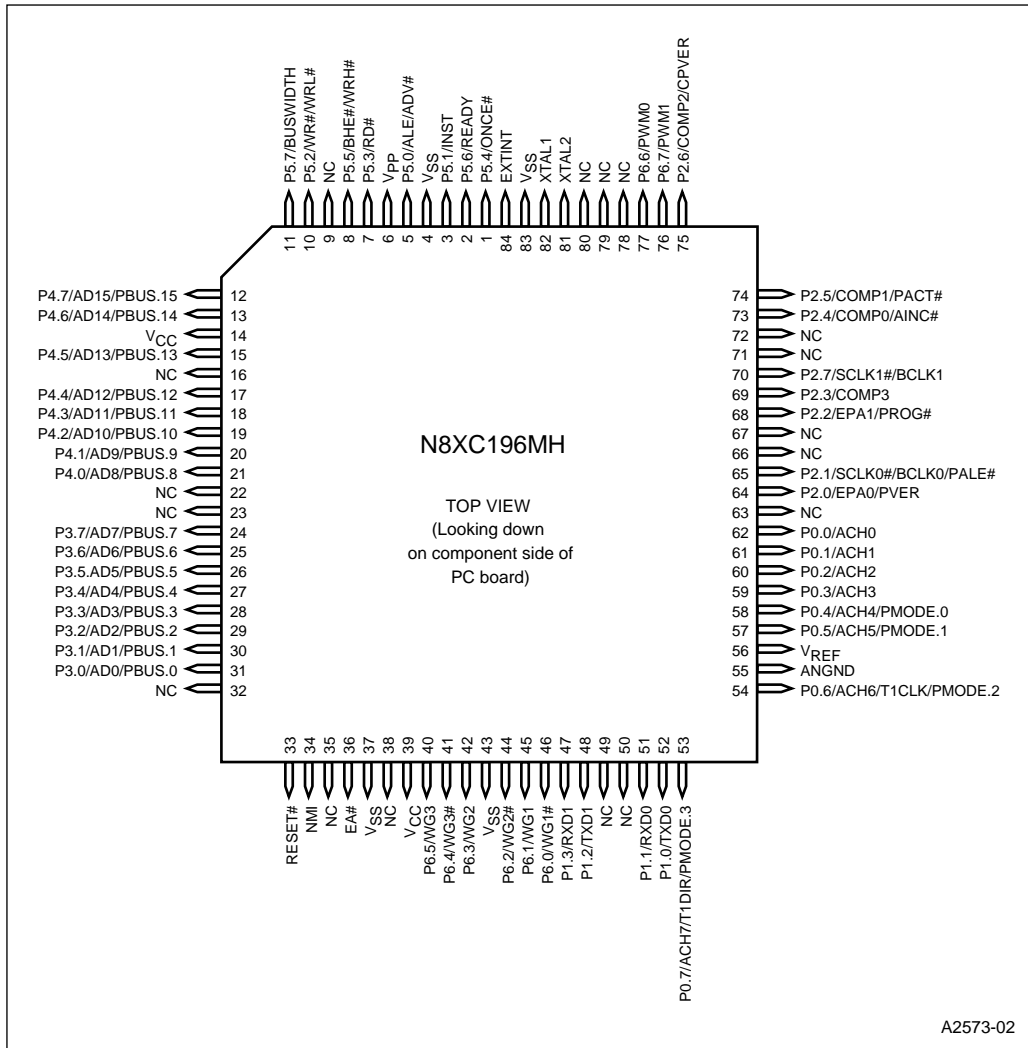 P5.7/BUSWIDTH
P5.2/WR#/WRL#
NC
P5.5/BHE#/WRH#
P5.3/RD#
VPP
P5.0/ALE/ADV#
VSS
P5.1/INST
P5.6/READY
P5.4/ONCE#
EXTINT
VSS
XTAL1
XTAL2
NC
NC
NC
P6.6/PWM0
P6.7/PWM1
P2.6/COMP2/CPVER
11
10
9
8
7
6
5
4
3
2
1
84
83
82
81
80
79
78
77
76
75
P4.7/AD15/PBUS.15 12
P4.6/AD14/PBUS.14 13
VCC 14
P4.5/AD13/PBUS.13 15
NC 16
P4.4/AD12/PBUS.12 17
P4.3/AD11/PBUS.11 18
P4.2/AD10/PBUS.10 19
P4.1/AD9/PBUS.9 20
P4.0/AD8/PBUS.8 21
NC 22
NC 23
P3.7/AD7/PBUS.7 24
P3.6/AD6/PBUS.6 25
P3.5.AD5/PBUS.5 26
P3.4/AD4/PBUS.4 27
P3.3/AD3/PBUS.3 28
P3.2/AD2/PBUS.2 29
P3.1/AD1/PBUS.1 30
P3.0/AD0/PBUS.0 31
NC 32
N8XC196MH
TOP VIEW
(Looking down
on component side of
PC board)
74 P2.5/COMP1/PACT#
73 P2.4/COMP0/AINC#
72 NC
71 NC
70 P2.7/SCLK1#/BCLK1
69 P2.3/COMP3
68 P2.2/EPA1/PROG#
67 NC
66 NC
65 P2.1/SCLK0#/BCLK0/PALE#
64 P2.0/EPA0/PVER
63 NC
62 P0.0/ACH0
61 P0.1/ACH1
60 P0.2/ACH2
59 P0.3/ACH3
58 P0.4/ACH4/PMODE.0
57 P0.5/ACH5/PMODE.1
56 VREF
55 ANGND
54 P0.6/ACH6/T1CLK/PMODE.2
33
34
35
36
37
38
39
40
41
42
43
44
45
46
47
48
49
50
51
52
53
RESET#
NMI
NC
EA#
VSS
NC
VCC
P6.5/WG3
P6.4/WG3#
P6.3/WG2
VSS
P6.2/WG2#
P6.1/WG1
P6.0/WG1#
P1.3/RXD1
P1.2/TXD1
NC
NC
P1.1/RXD0
P1.0/TXD0
P0.7/ACH7/T1DIR/PMODE.3
A2573-02